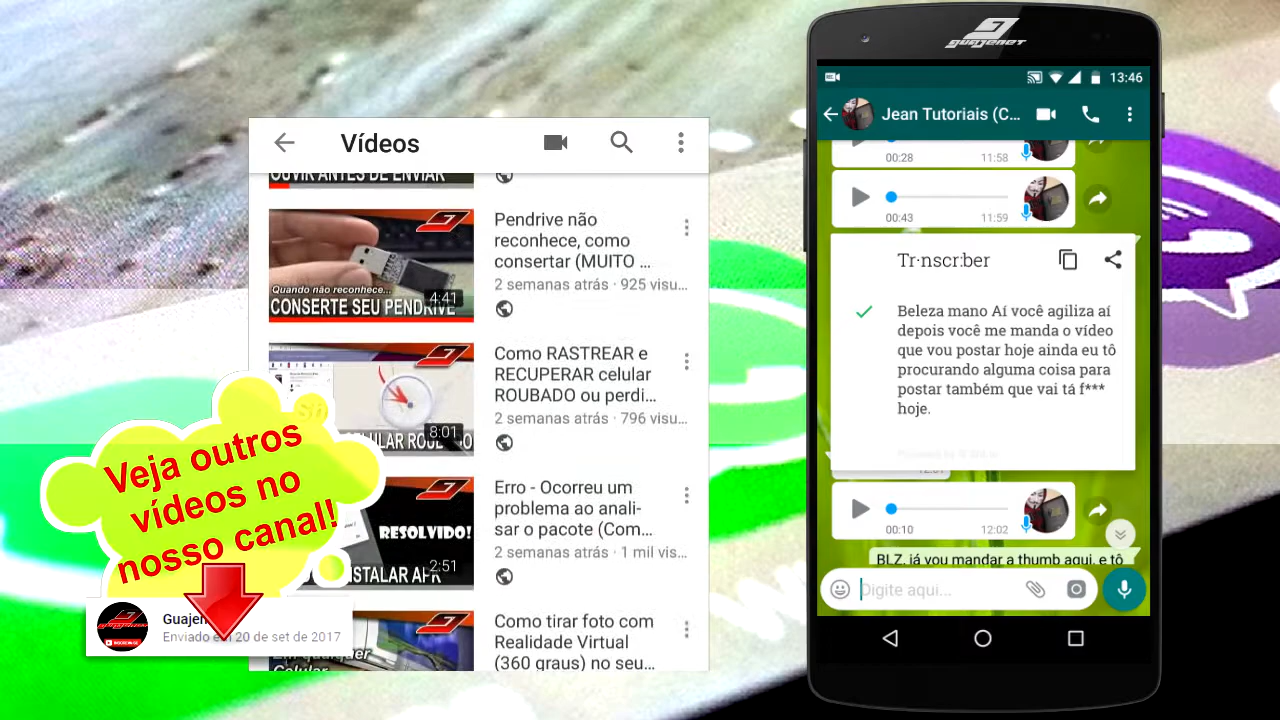 Vídeos
OUVIR ANTES DE ENVIAR
Quando não reconhece...
CONSERTE SEU PENDRIVE
4:41
Pendrive não
reconhece, como
consertar (MUITO ...
2 semanas atrás · 925 visu...
8:01
Como RASTREAR e
RECUPERAR celular
ROUBADO ou perdi...
2 semanas atrás · 796 visu...
RESOLVIDO!
2:51
Erro - Ocorreu um
problema ao anali-
sar o pacote (Com...
2 semanas atrás · 1 mil vis...
Celular
Como tirar foto com
Realidade Virtual
(360 graus) no seu...
Veja outros
vídeos no
nosso canal!
Enviado em 20 de set de 2017
GUAJENET
13:46
Jean Tutoriais (C...
00:28 11:58
00:43 11:59
Tr·nscr:ber
Beleza mano Aí você agiliza aí
depois você me manda o vídeo
que vou postar hoje ainda eu tô
procurando alguma coisa para
postar também que vai tá f***
hoje.
00:10 12:02
BLZ, já vou mandar a thumb aqui, e tô
Digite aqui...